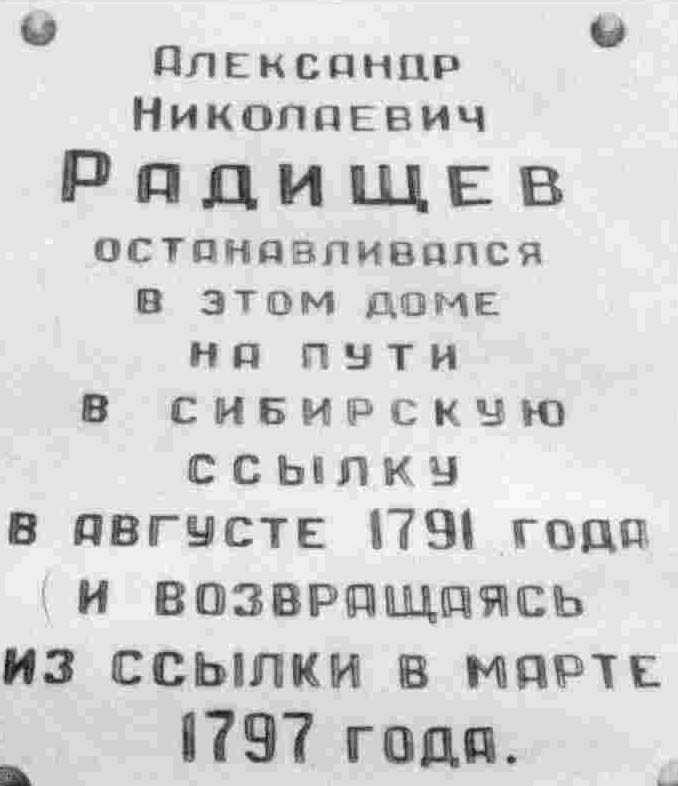 Александр
Николаевич
Радищев
останавливался
в этом доме
на пути
в сибирскую
ссылку
в августе 1791 года
и возвращаясь
из ссылки в марте
1797 года.